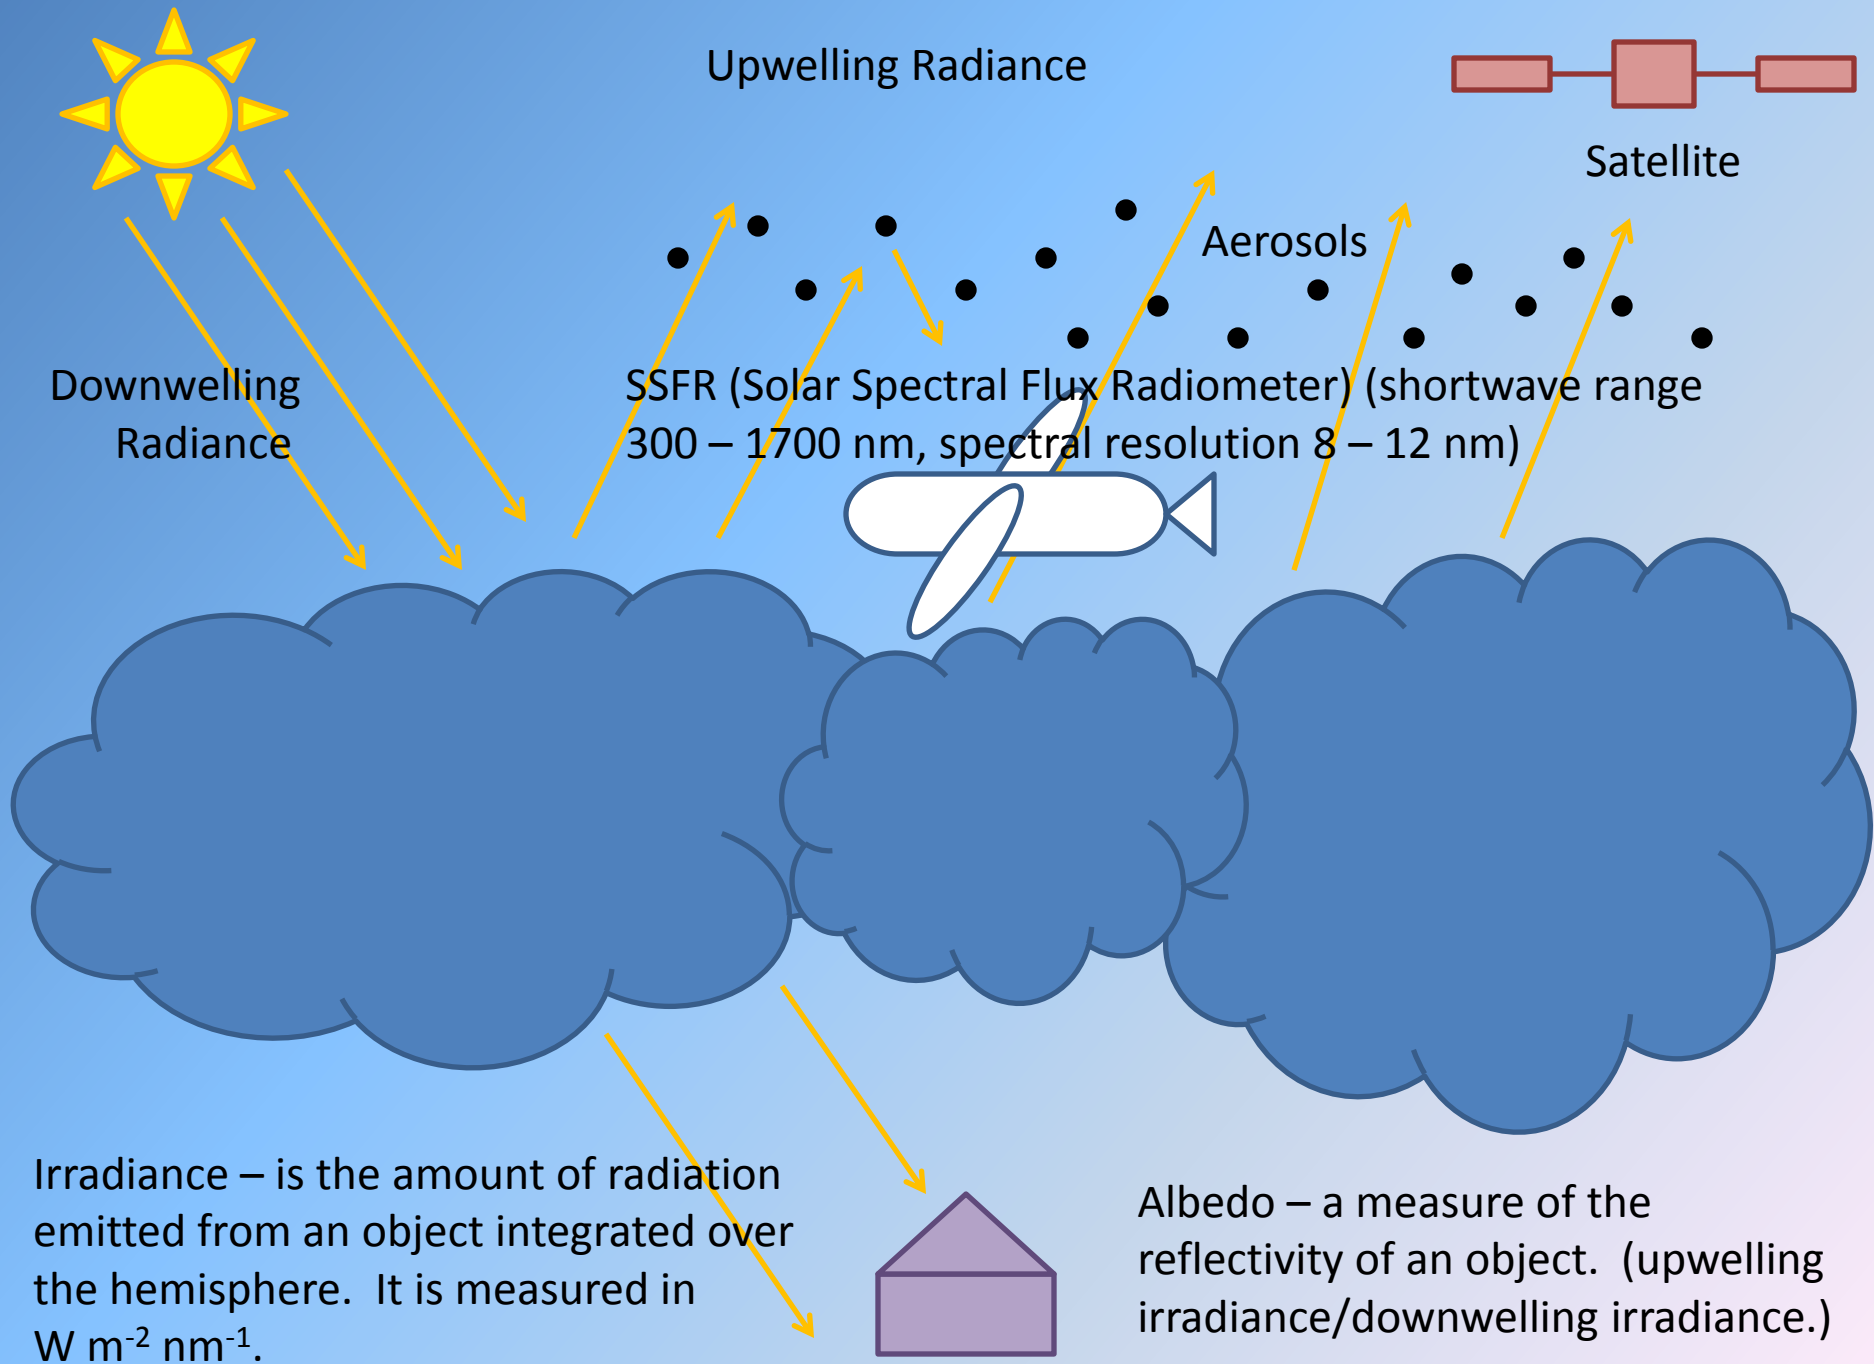 Upwelling Radiance
Satellite
Aerosols
Downwelling
Radiance
SSFR (Solar Spectral Flux Radiometer) (shortwave range
300 – 1700 nm, spectral resolution 8 – 12 nm)
Irradiance – is the amount of radiation
emitted from an object integrated over
the hemisphere.  It is measured in
W m⁻² nm⁻¹.
Albedo – a measure of the
reflectivity of an object.  (upwelling
irradiance/downwelling irradiance.)